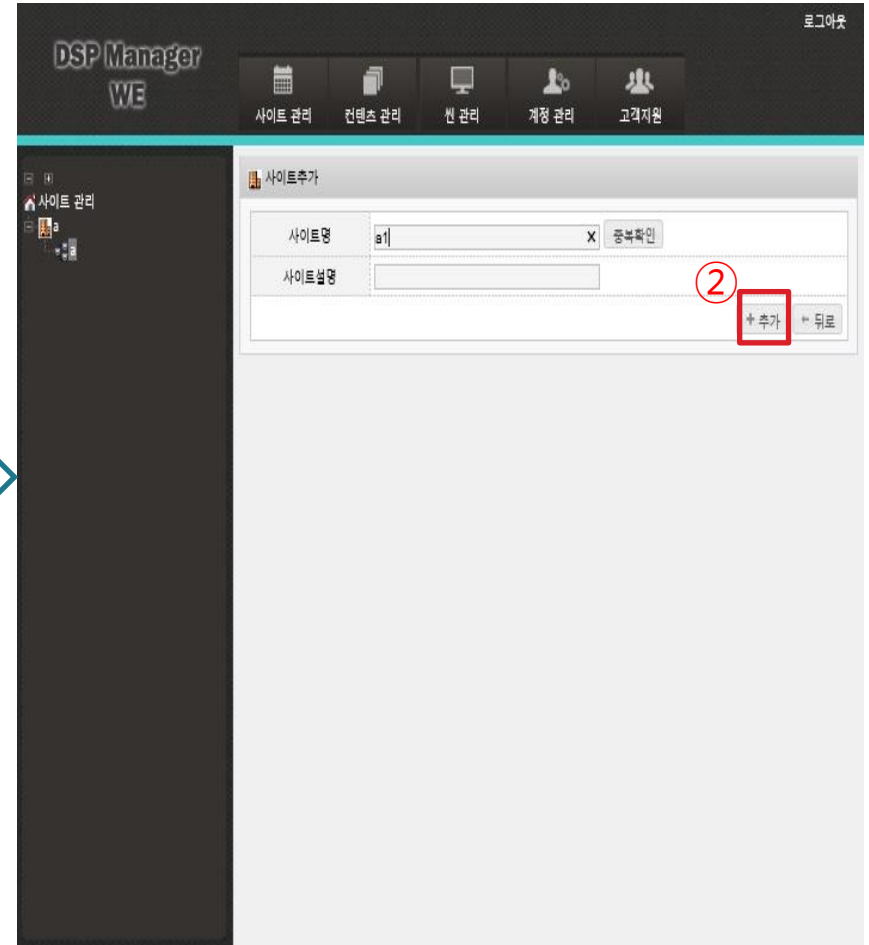 로그아웃
DSP Manager
WE
사이트 관리 컨텐츠 관리 씬 관리 계정 관리 고객지원
사이트 관리
a
a
사이트추가
사이트명 a1 x 중복확인
사이트설명
②
+ 추가 ← 뒤로